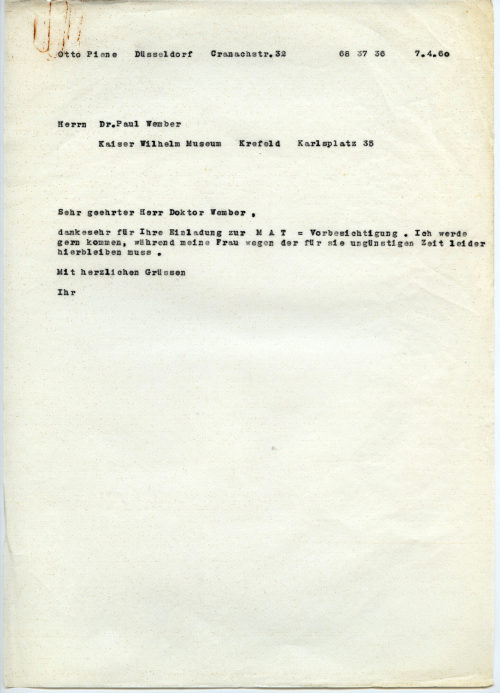 Otto Piene Düsseldorf Cranachstr.32 68 37 36 7.4.60
Herrn Dr.Paul Wember
Kaiser Wilhelm Museum Krefeld Karlsplatz 35
Sehr geehrter Herr Doktor Wember ,
dankesehr für Ihre Einladung zur M A T = Vorbesichtigung . Ich werde
gern kommen, während meine Frau wegen der für sie ungünstigen Zeit leider
hierbleiben muss .
Mit herzlichen Grüssen
Ihr